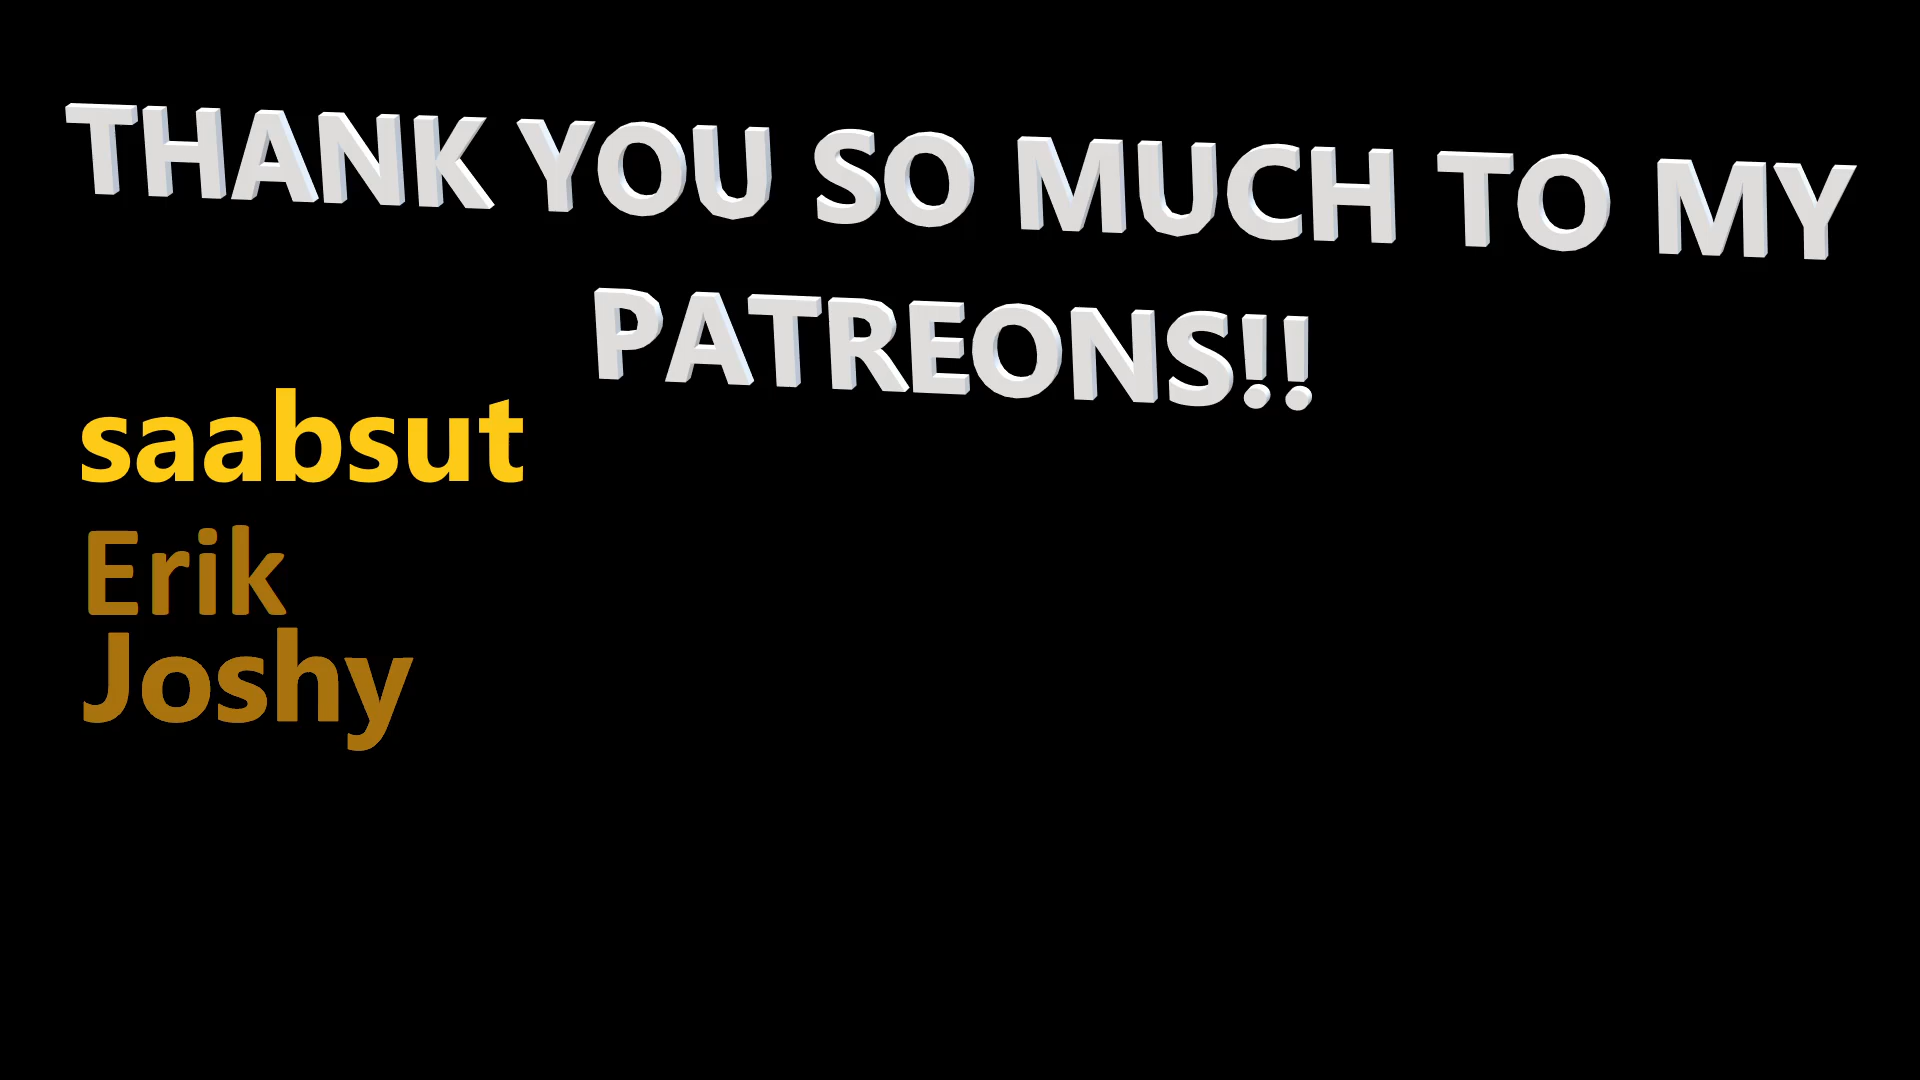 THANK YOU SO MUCH TO MY
PATREONS!!
saabsut
Erik
Joshy